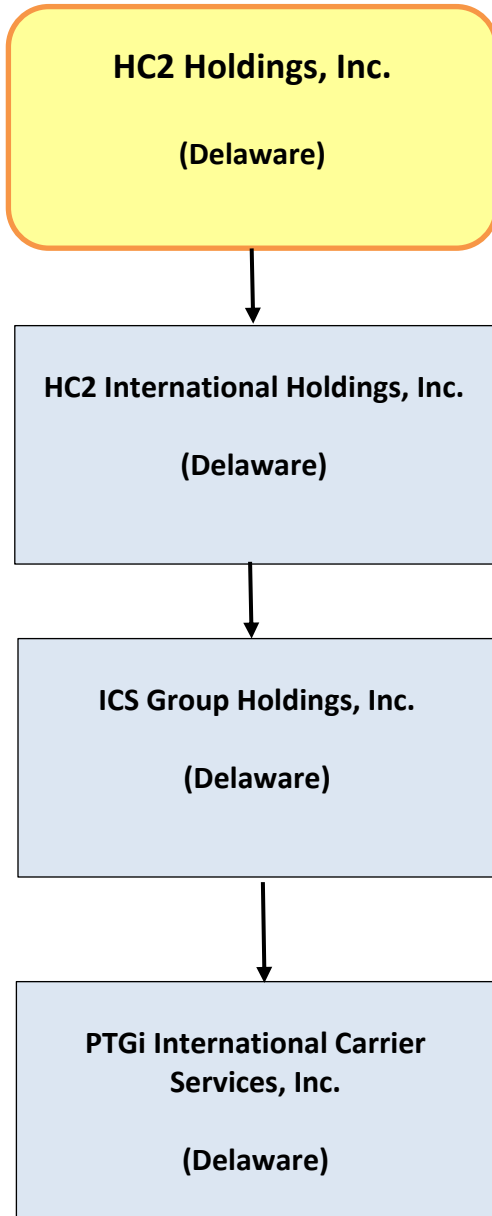 HC2 Holdings, Inc.
(Delaware)
HC2 International Holdings, Inc.
(Delaware)
ICS Group Holdings, Inc.
(Delaware)
PTGi International Carrier
Services, Inc.
(Delaware)